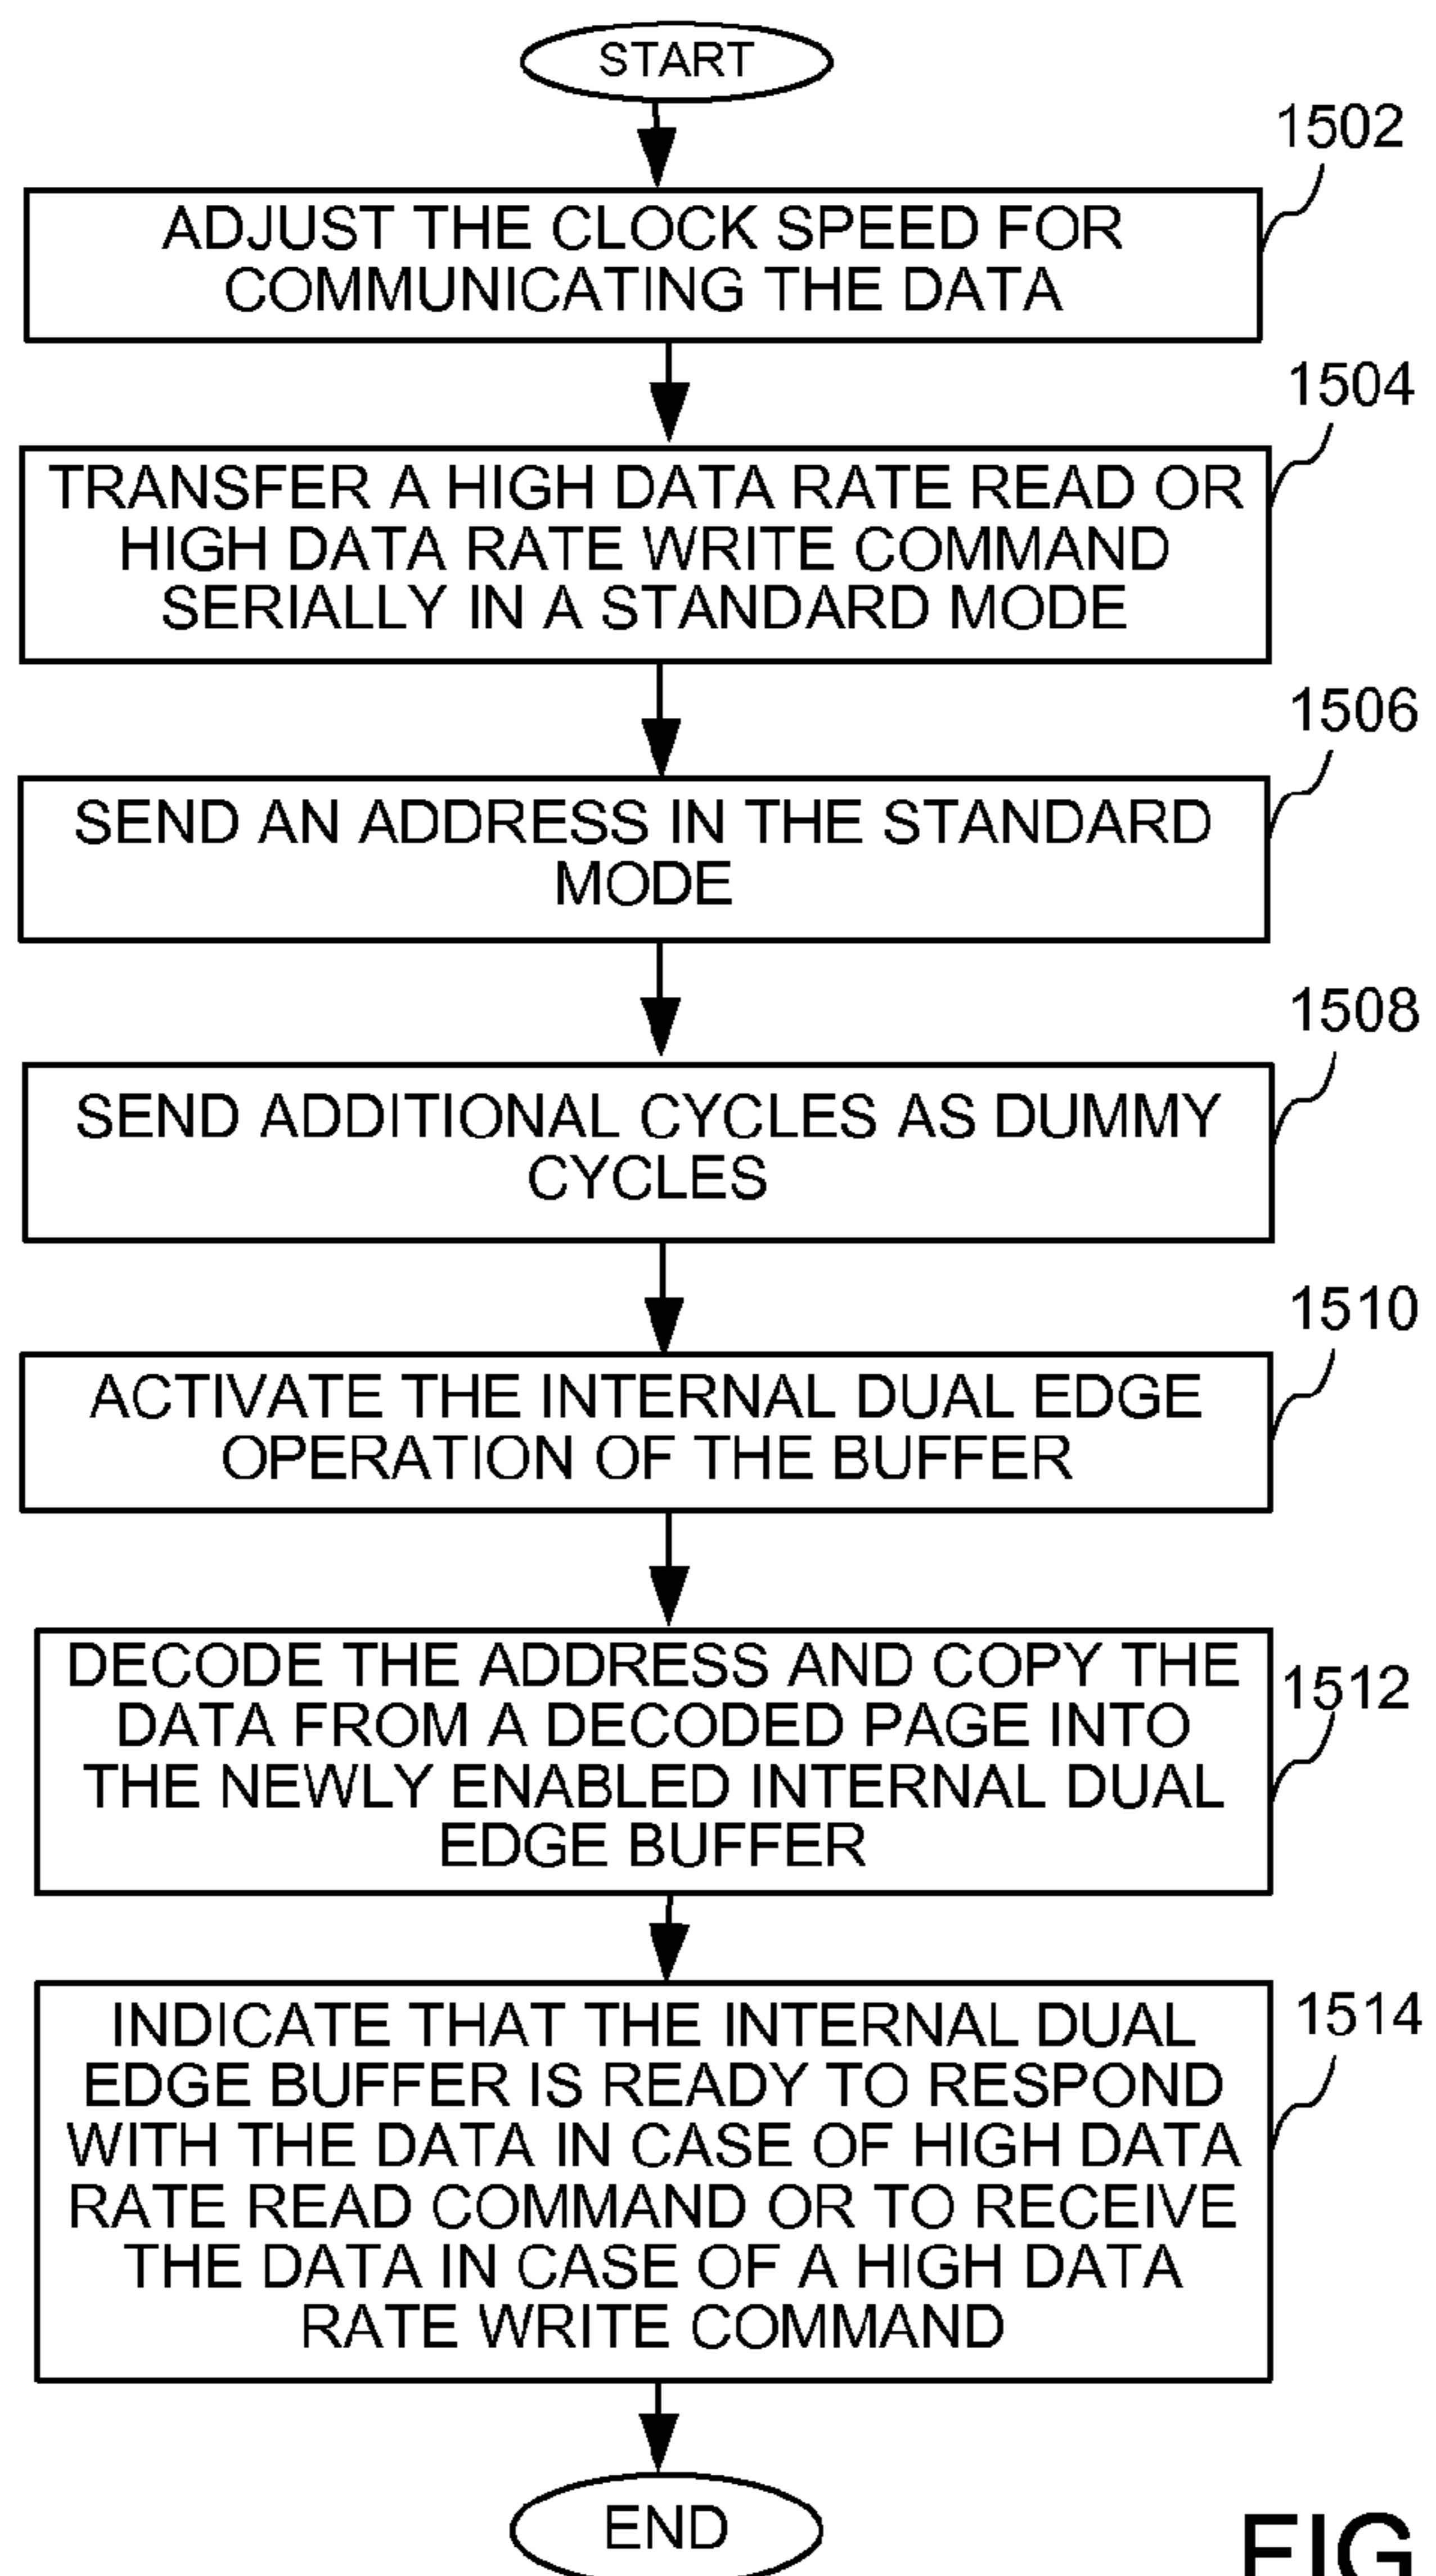 START
1502
ADJUST THE CLOCK SPEED FOR
COMMUNICATING THE DATA
1504
TRANSFER A HIGH DATA RATE READ OR
HIGH DATA RATE WRITE COMMAND
SERIALLY IN A STANDARD MODE
1506
SEND AN ADDRESS IN THE STANDARD
MODE
1508
SEND ADDITIONAL CYCLES AS DUMMY
CYCLES
1510
ACTIVATE THE INTERNAL DUAL EDGE
OPERATION OF THE BUFFER
1512
DECODE THE ADDRESS AND COPY THE
DATA FROM A DECODED PAGE INTO
THE NEWLY ENABLED INTERNAL DUAL
EDGE BUFFER
1514
INDICATE THAT THE INTERNAL DUAL
EDGE BUFFER IS READY TO RESPOND
WITH THE DATA IN CASE OF HIGH DATA
RATE READ COMMAND OR TO RECEIVE
THE DATA IN CASE OF A HIGH DATA
RATE WRITE COMMAND
END
FIG